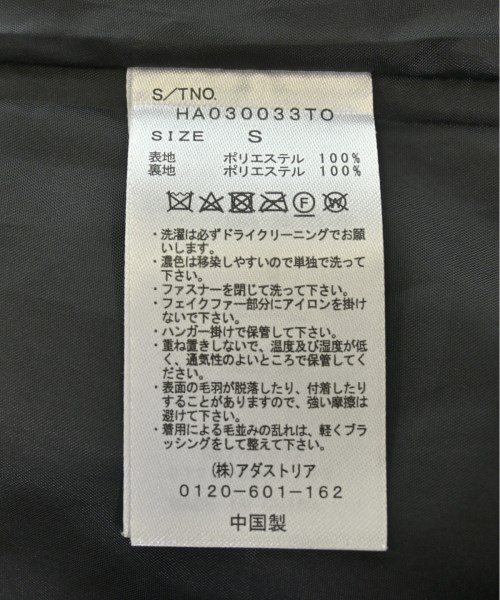 S/TNO.
HA030033TO
SIZE S
表地 ポリエステル 100%
裏地 ポリエステル 100%
F W
・洗濯は必ずドライクリーニングでお願
いします。
・濃色は移染しやすいので単独で洗って
下さい。
・ファスナーを閉じて洗って下さい。
・フェイクファー部分にアイロンを掛け
ないで下さい。
・ハンガー掛けで保管して下さい。
・重ね置きしないで、温度及び湿度が低
く、通気性のよいところで保管してく
ださい。
・表面の毛羽が脱落したり、付着したり
することがありますので、強い摩擦は
避けて下さい。
・着用による毛並みの乱れは、軽くブラ
ッシングをして整えて下さい。
(株)アダストリア
0120-601-162
中国製